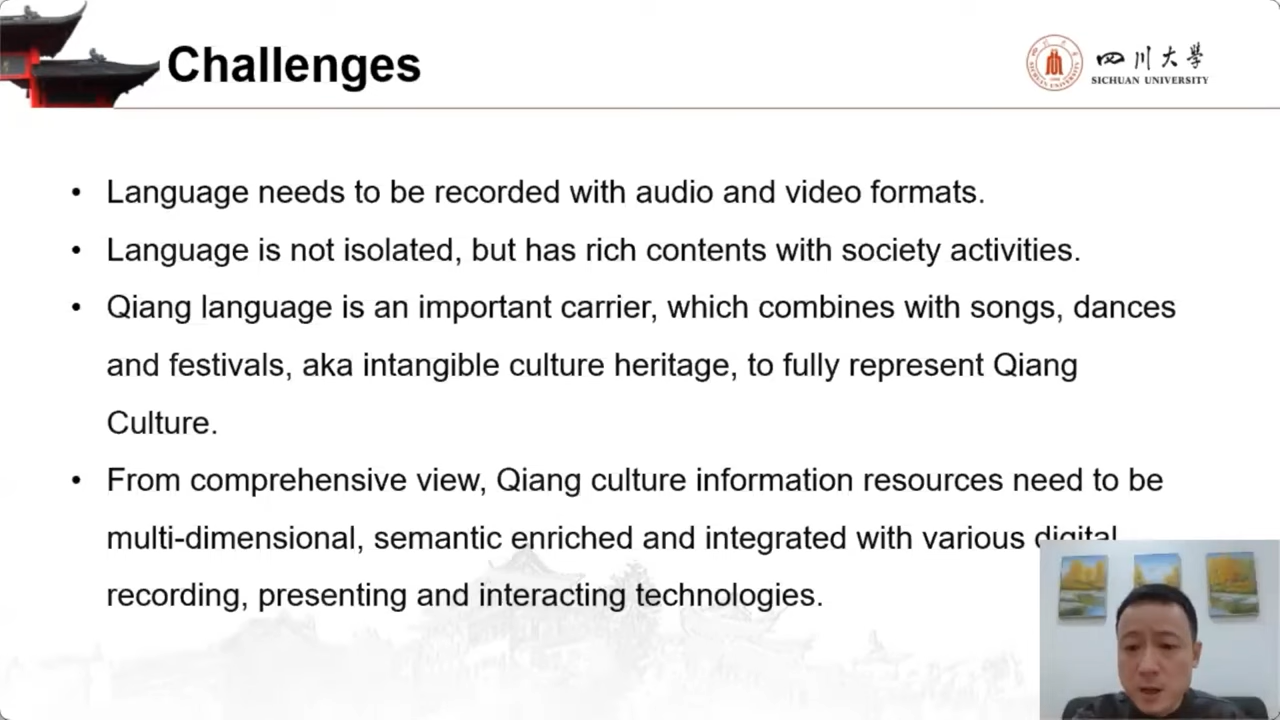 Challenges
四川大學
SICHUAN UNIVERSITY
• Language needs to be recorded with audio and video formats.
• Language is not isolated, but has rich contents with society activities.
• Qiang language is an important carrier, which combines with songs, dances
and festivals, aka intangible culture heritage, to fully represent Qiang
Culture.
• From comprehensive view, Qiang culture information resources need to be
multi-dimensional, semantic enriched and integrated with various digital
recording, presenting and interacting technologies.